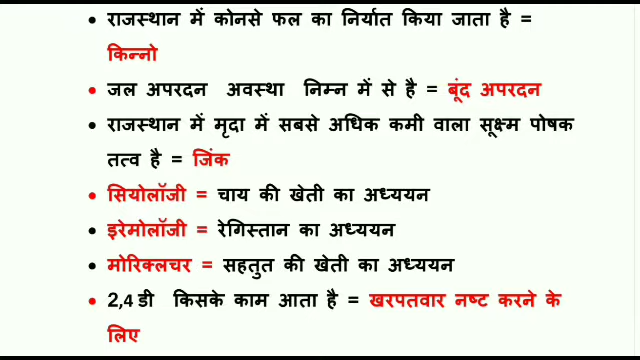 • राजस्थान में कोनसे फल का निर्यात किया जाता है =
किन्नो
• जल अपरदन अवस्था निम्न में से है = बूंद अपरदन
• राजस्थान में मृदा में सबसे अधिक कमी वाला सूक्ष्म पोषक
तत्व है = जिंक
• सियोलॉजी = चाय की खेती का अध्ययन
• इरेमोलॉजी = रेगिस्तान का अध्ययन
• मोरिक्लचर = सहतुत की खेती का अध्ययन
• 2,4 डी किसके काम आता है = खरपतवार नष्ट करने के
लिए